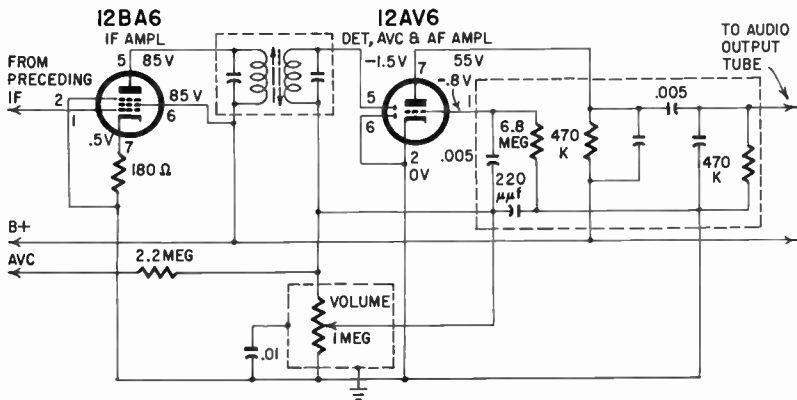 12BA6
IF AMPL
12AV6
DET, AVC & AF AMPL
TO AUDIO
OUTPUT
TUBE
FROM
PRECEDING
IF
5
85V
2
1
85 V
6
.5V
7
180 Ω
-1.5V
7
55V
-.8V
1
5
6
2
0V
.005
6.8
MEG
470
K
220
μμf
.005
470
K
B+
AVC
2.2MEG
VOLUME
1MEG
.01